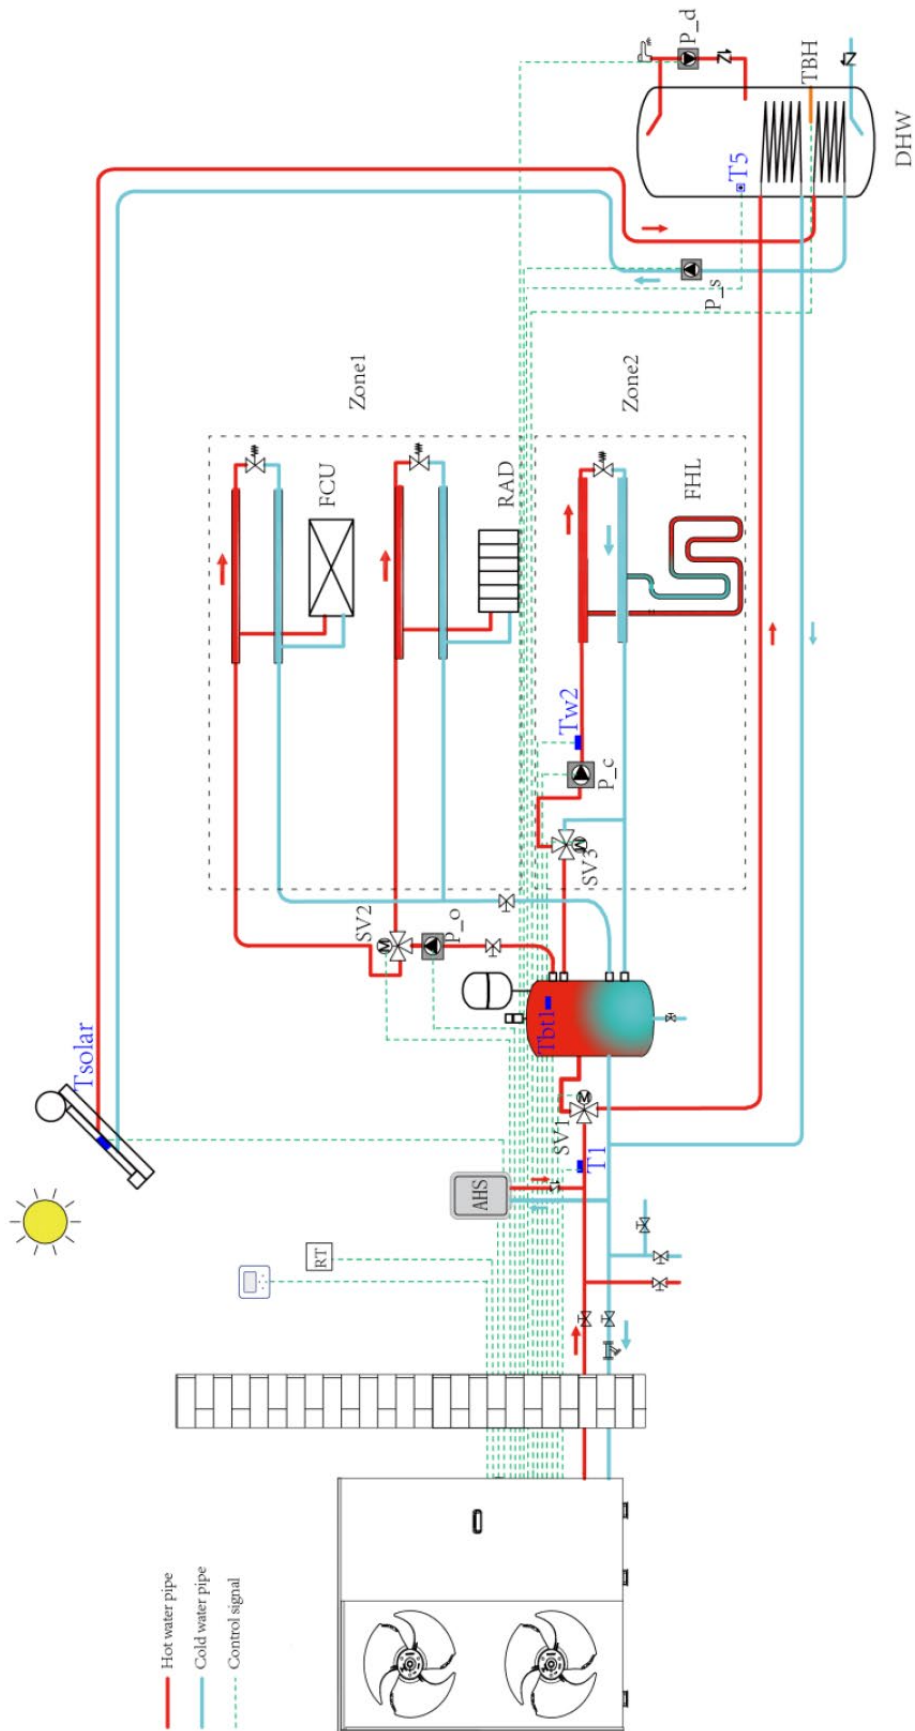 Hot water pipe
Cold water pipe
Control signal
RT
AHS
Tsolar
T1
SV1
M
Tbt1
SV2
M
P_o
SV3
M
P_c
Tw2
FCU
RAD
FHL
Zone1
Zone2
P_s
T5
P_d
TBH
DHW